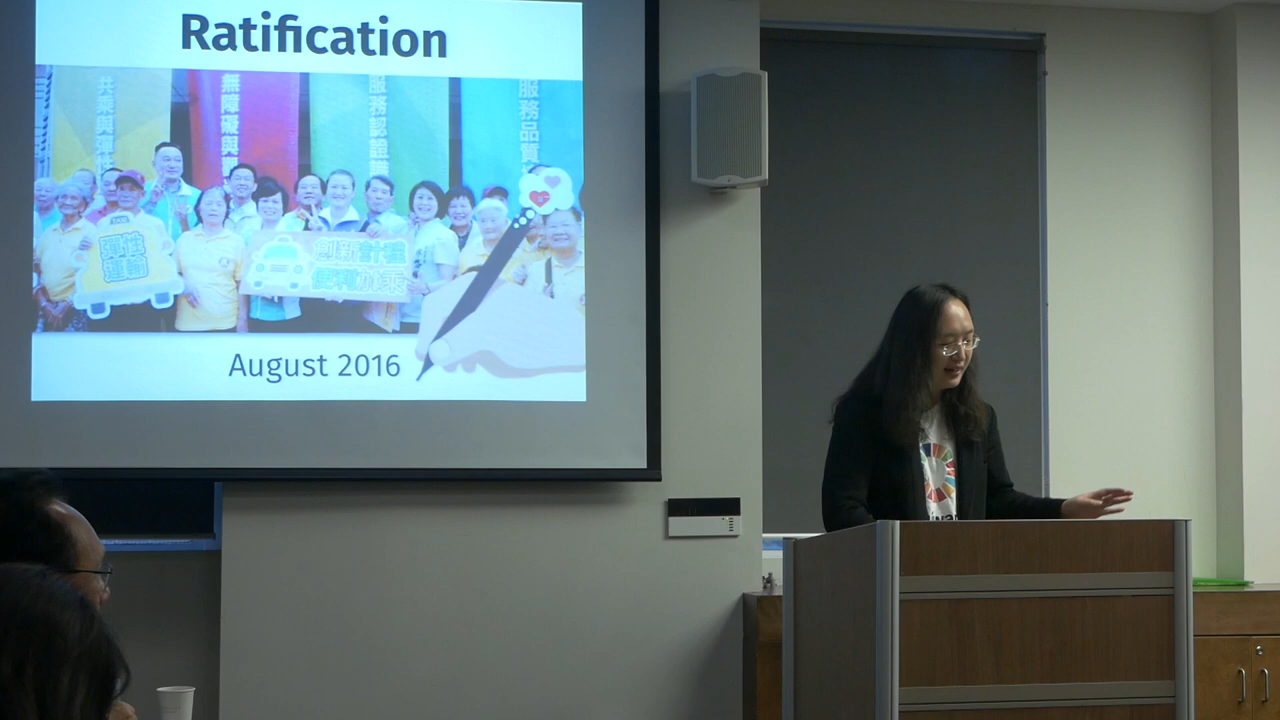 Ratification
共乘與彈性
無障礙與
服務認證
服務品質
彈性
運輸
創新計程
便利加乘
August 2016